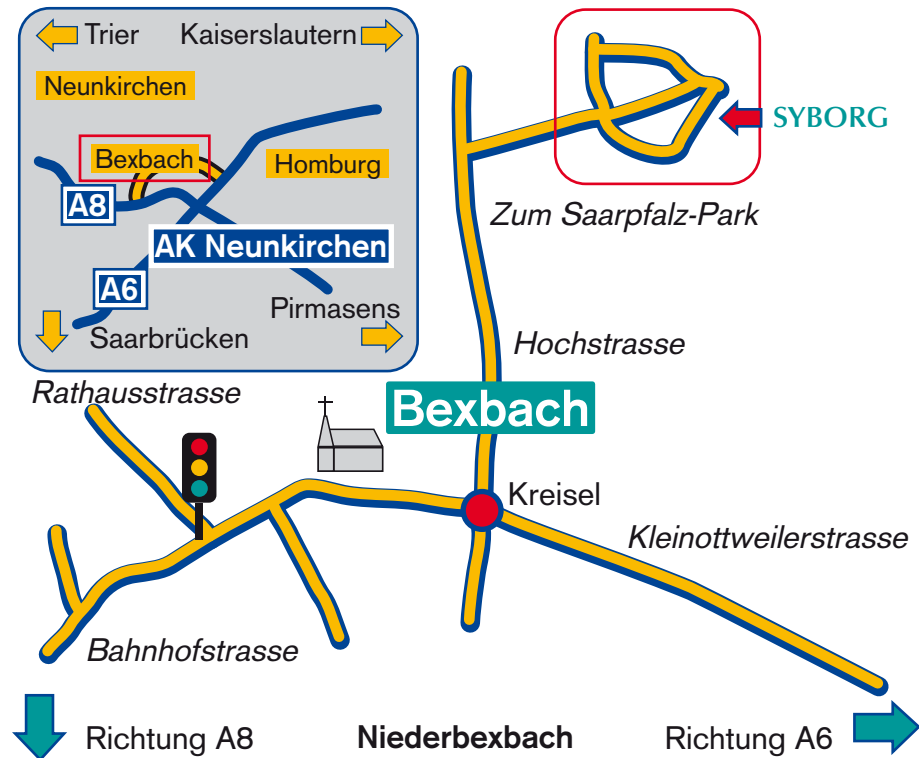 Trier
Kaiserslautern
Neunkirchen
Bexbach
Homburg
A8
AK Neunkirchen
A6
Pirmasens
Saarbrücken
SYBORG
Zum Saarpfalz-Park
Hochstrasse
Rathausstrasse
Bexbach
Kreisel
Kleinottweilerstrasse
Bahnhofstrasse
Richtung A8
Niederbexbach
Richtung A6